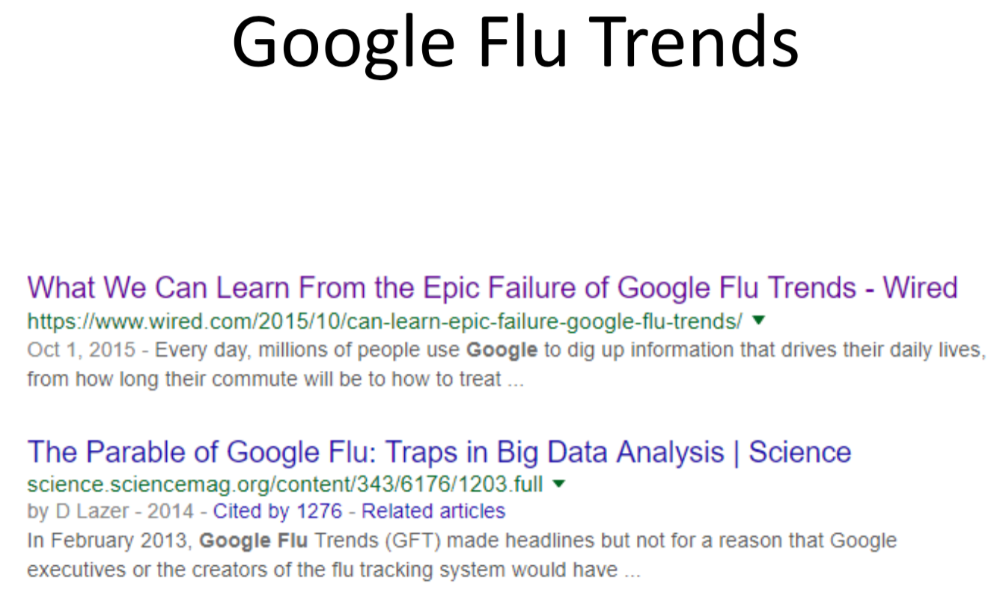 Google Flu Trends
What We Can Learn From the Epic Failure of Google Flu Trends - Wired
https://www.wired.com/2015/10/can-learn-epic-failure-google-flu-trends/
Oct 1, 2015 - Every day, millions of people use Google to dig up information that drives their daily lives,
from how long their commute will be to how to treat ...
The Parable of Google Flu: Traps in Big Data Analysis | Science
science.sciencemag.org/content/343/6176/1203.full
by D Lazer - 2014 - Cited by 1276 - Related articles
In February 2013, Google Flu Trends (GFT) made headlines but not for a reason that Google
executives or the creators of the flu tracking system would have ...